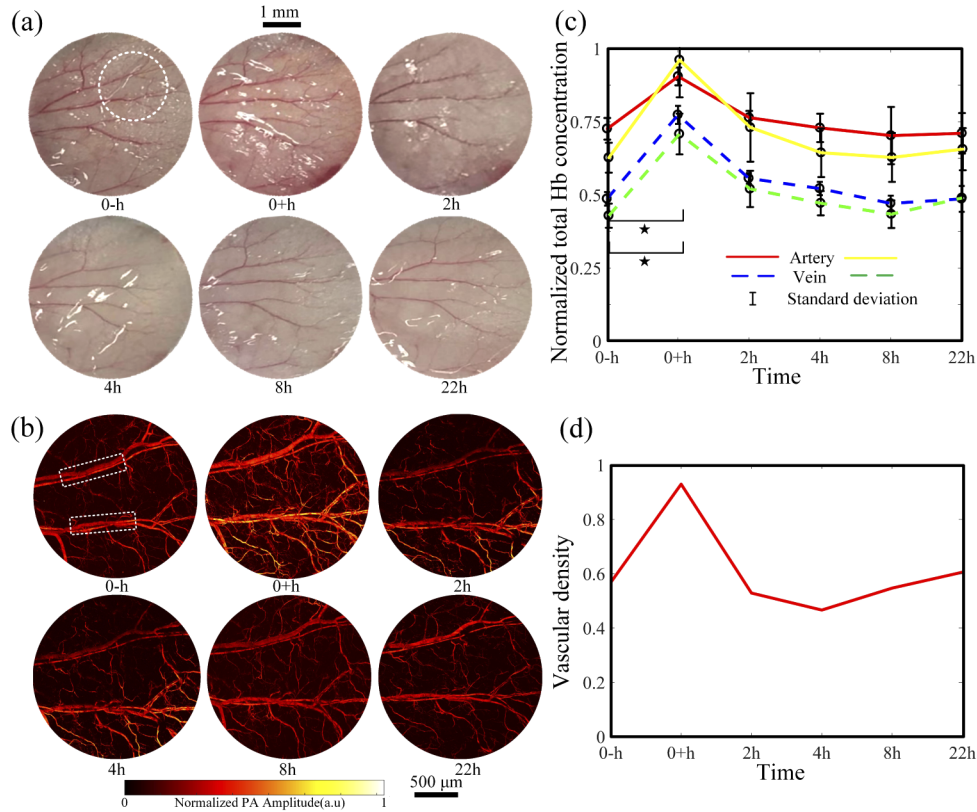 (a)
1 mm
0-h
0+h
2h
4h
8h
22h
(b)
0-h
0+h
2h
4h
8h
22h
0
Normalized PA Amplitude(a.u)
1
500 μm
(c)
Normalized total Hb concentration
1
0.75
0.5
0.25
0
★
★
Artery
Vein
Standard deviation
0-h
0+h
2h
4h
8h
22h
Time
(d)
Vascular density
1
0.8
0.6
0.4
0.2
0
0-h
0+h
2h
4h
8h
22h
Time